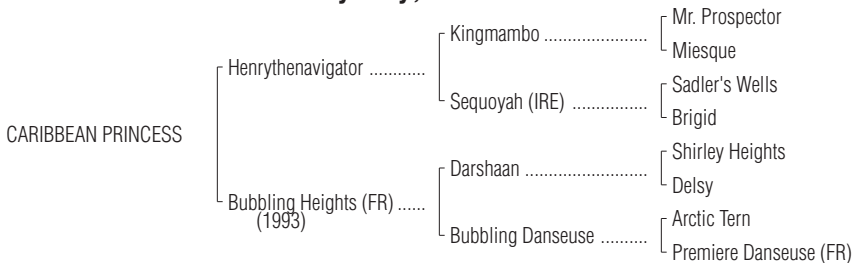 Kingmambo ......................
Mr. Prospector
Miesque
Henrythenavigator ............
Sequoyah (IRE) ................
Sadler's Wells
Brigid
CARIBBEAN PRINCESS
Darshaan ..........................
Shirley Heights
Delsy
Bubbling Heights (FR) ......
(1993)
Bubbling Danseuse ..........
Arctic Tern
Premiere Danseuse (FR)